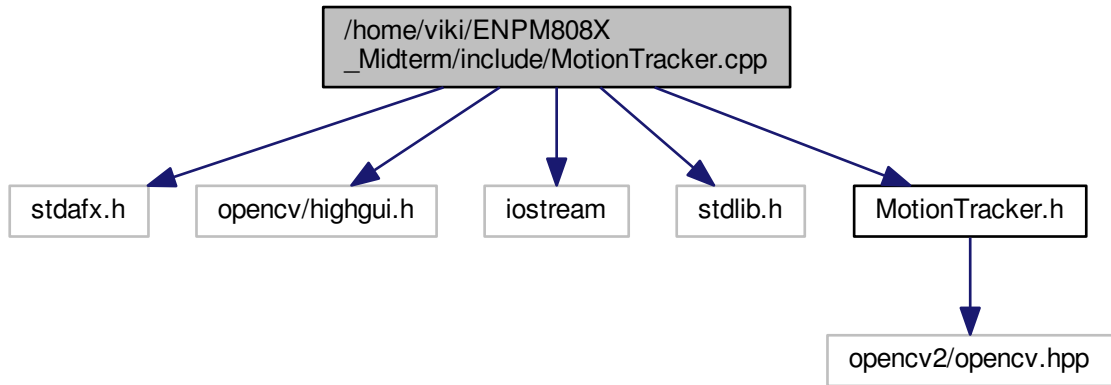 /home/viki/ENPM808X
_Midterm/include/MotionTracker.cpp
stdafx.h
opencv/highgui.h
iostream
stdlib.h
MotionTracker.h
opencv2/opencv.hpp